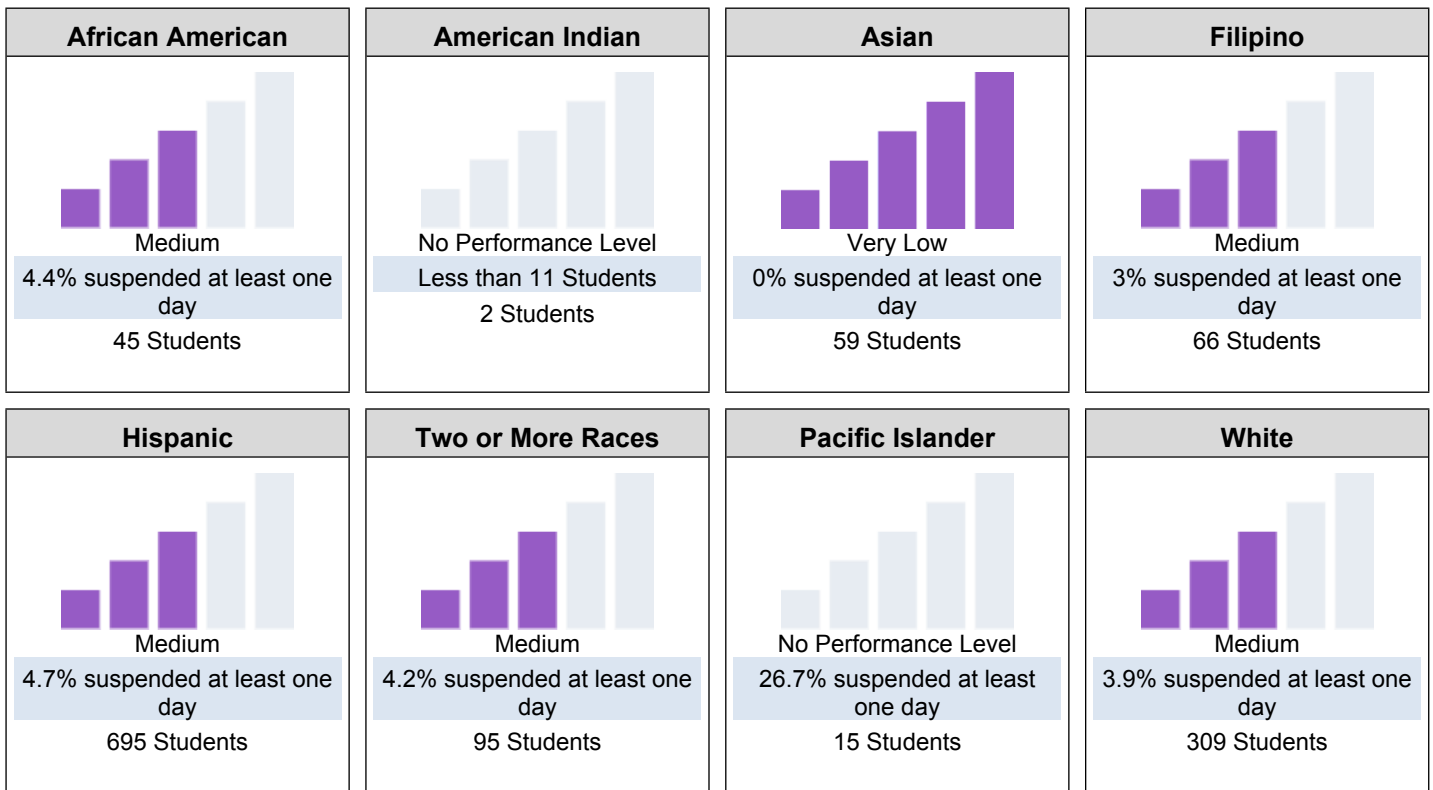 African American
Medium
4.4% suspended at least one
day
45 Students
American Indian
No Performance Level
Less than 11 Students
2 Students
Asian
Very Low
0% suspended at least one
day
59 Students
Filipino
Medium
3% suspended at least one
day
66 Students
Hispanic
Medium
4.7% suspended at least one
day
695 Students
Two or More Races
Medium
4.2% suspended at least one
day
95 Students
Pacific Islander
No Performance Level
26.7% suspended at least
one day
15 Students
White
Medium
3.9% suspended at least one
day
309 Students